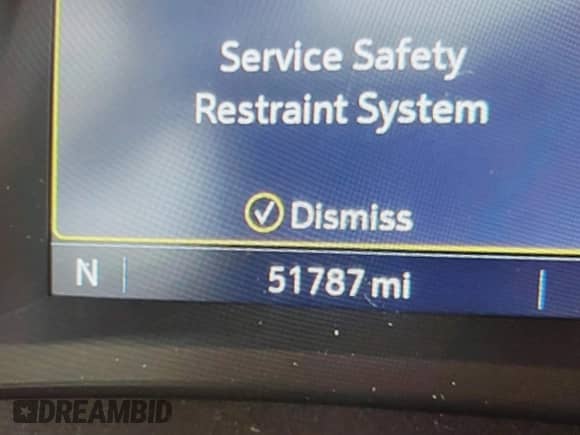 Service Safety
Restraint System
Dismiss
N
51787 mi
DREAMBID